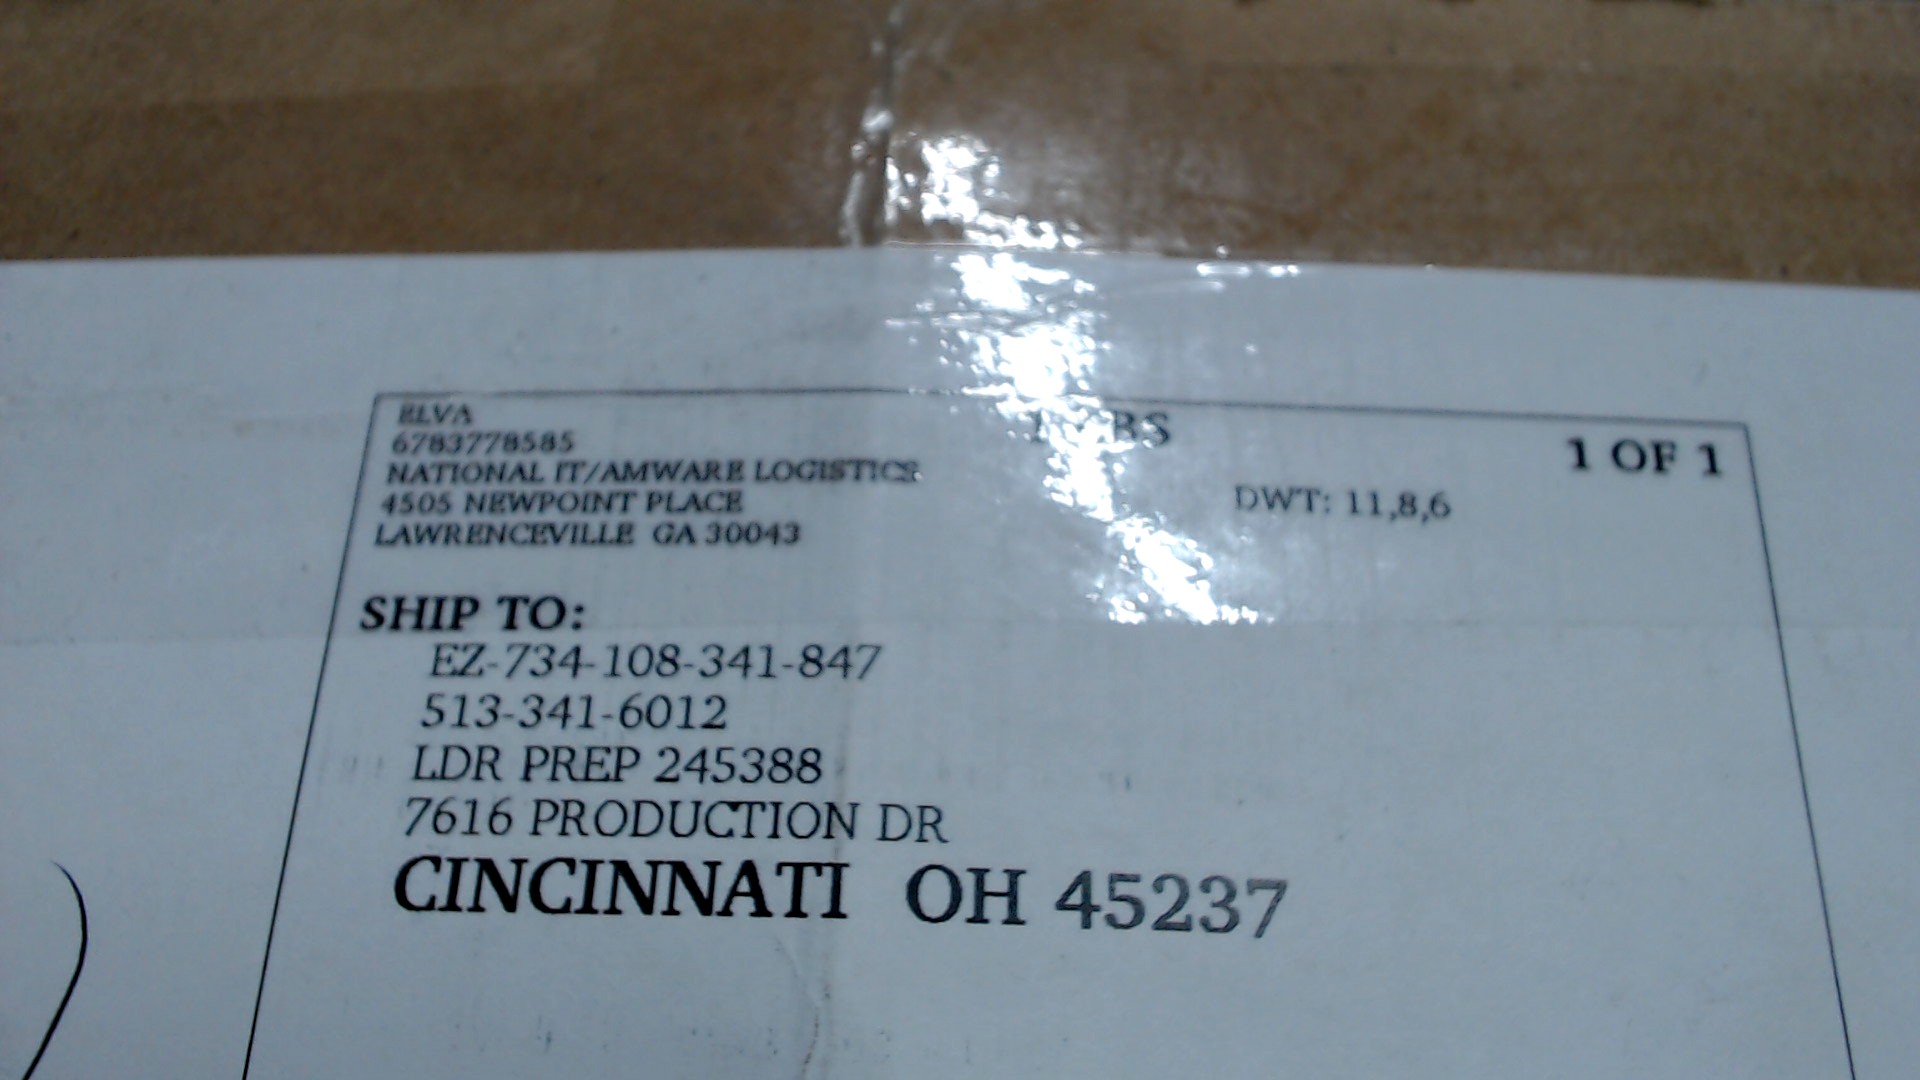 ELVA
6783778585
NATIONAL IT/AMWARE LOGISTICS
4505 NEWPOINT PLACE
LAWRENCEVILLE GA 30043
1 OF 1
DWT: 11,8,6
SHIP TO:
EZ-734-108-341-847
513-341-6012
LDR PREP 245388
7616 PRODUCTION DR
CINCINNATI OH 45237